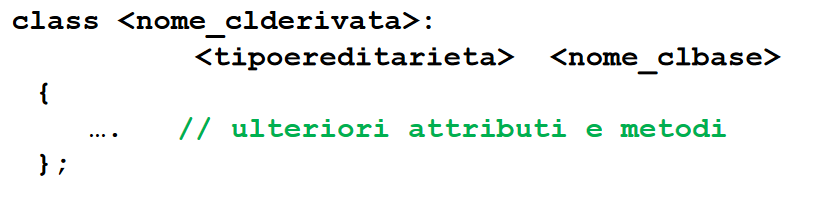 class <nome_clderivata>:
<tipoereditarieta> <nome_clbase>
{
…. // ulteriori attributi e metodi
};